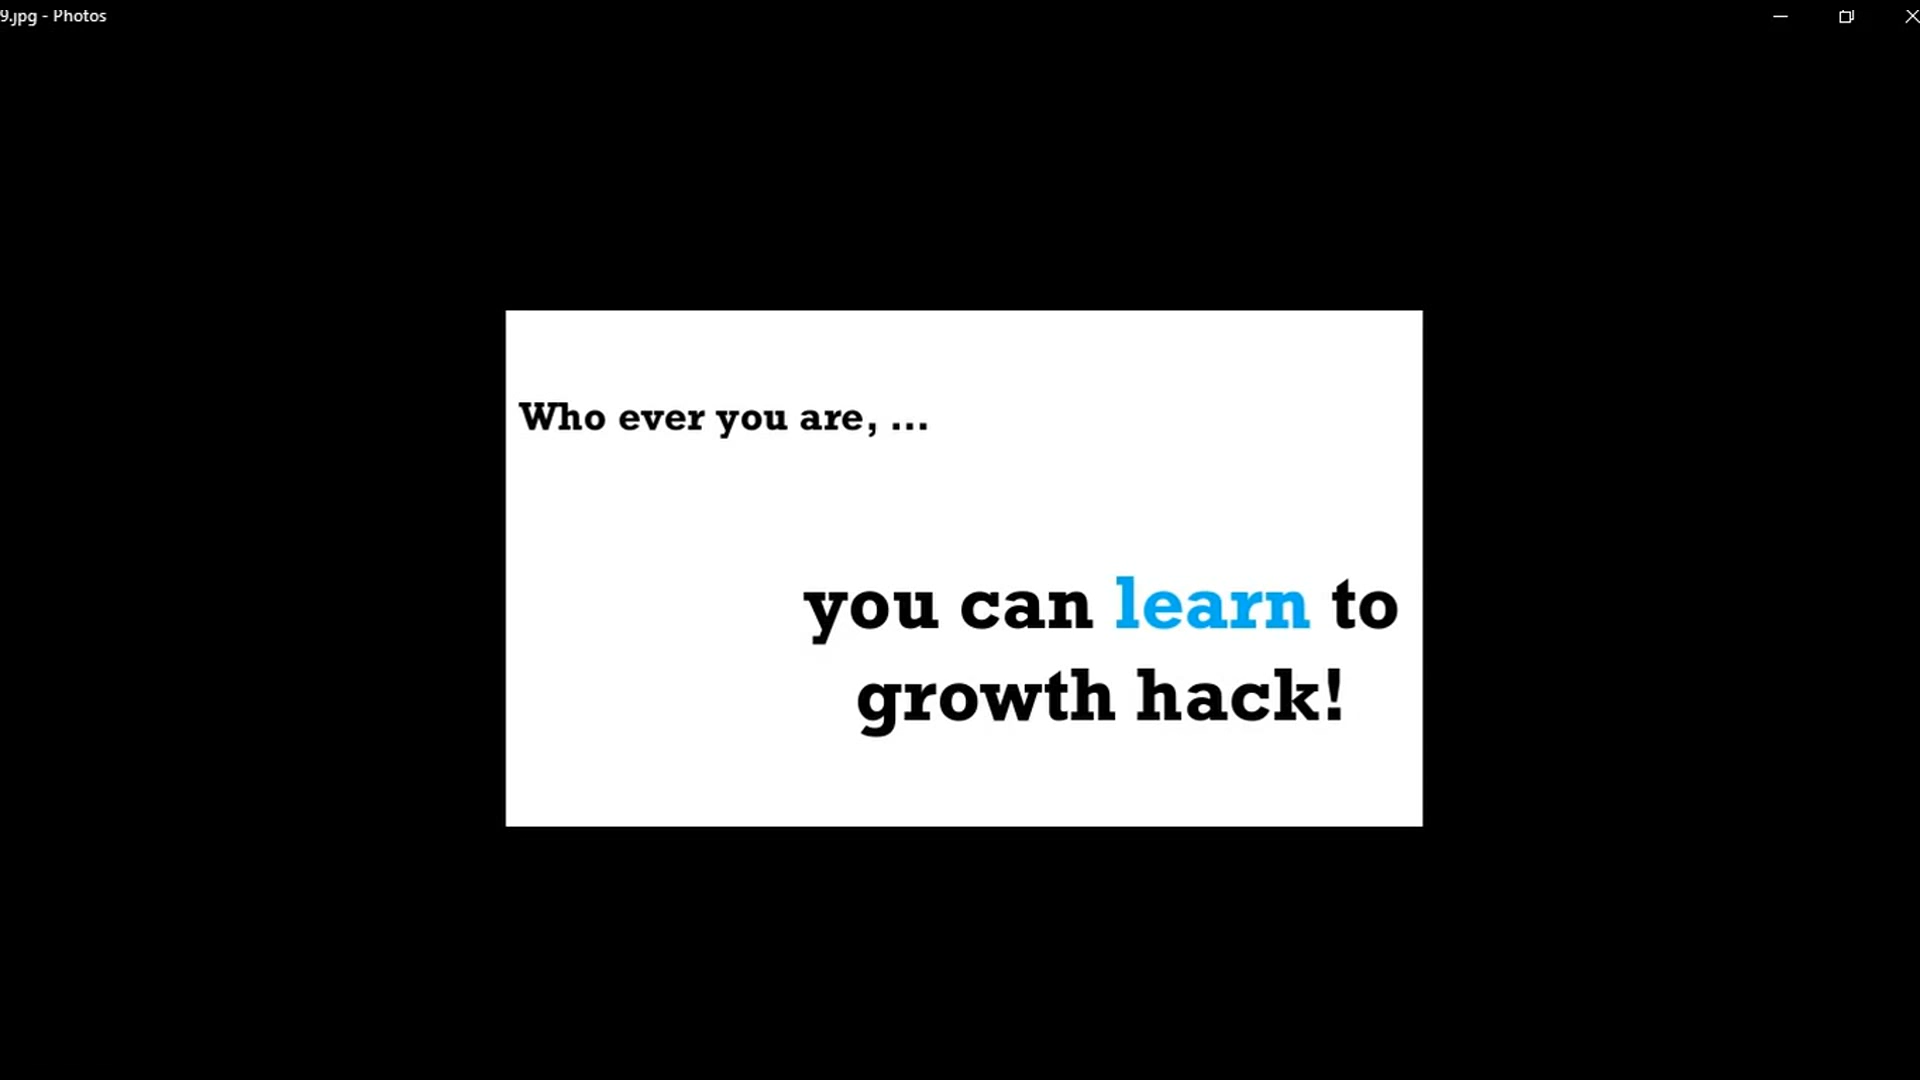 9.jpg - Photos
Who ever you are, ...
you can learn to
growth hack!